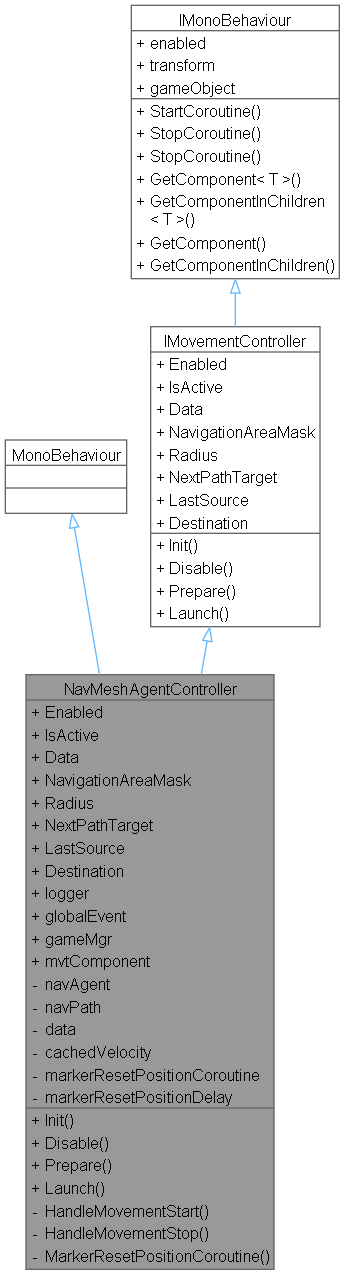 IMonoBehaviour
+ enabled
+ transform
+ gameObject
+ StartCoroutine()
+ StopCoroutine()
+ StopCoroutine()
+ GetComponent< T >()
+ GetComponentInChildren
< T >()
+ GetComponent()
+ GetComponentInChildren()
IMovementController
+ Enabled
+ IsActive
+ Data
+ NavigationAreaMask
+ Radius
+ NextPathTarget
+ LastSource
+ Destination
+ Init()
+ Disable()
+ Prepare()
+ Launch()
MonoBehaviour
NavMeshAgentController
+ Enabled
+ IsActive
+ Data
+ NavigationAreaMask
+ Radius
+ NextPathTarget
+ LastSource
+ Destination
+ logger
+ globalEvent
+ gameMgr
+ mvtComponent
- navAgent
- navPath
- data
- cachedVelocity
- markerResetPositionCoroutine
- markerResetPositionDelay
+ Init()
+ Disable()
+ Prepare()
+ Launch()
- HandleMovementStart()
- HandleMovementStop()
- MarkerResetPositionCoroutine()